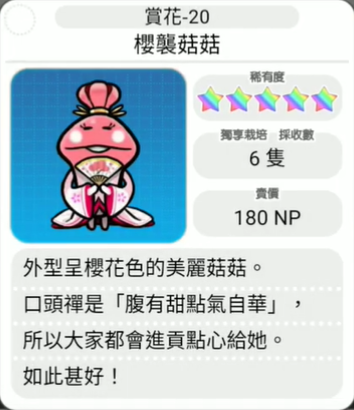 賞花-20
櫻襲菇菇
稀有度
獨享栽培 採收數
6 隻
賣價
180 NP
外型呈櫻花色的美麗菇菇。
口頭禪是「腹有甜點氣自華」，
所以大家都會進貢點心給她。
如此甚好！